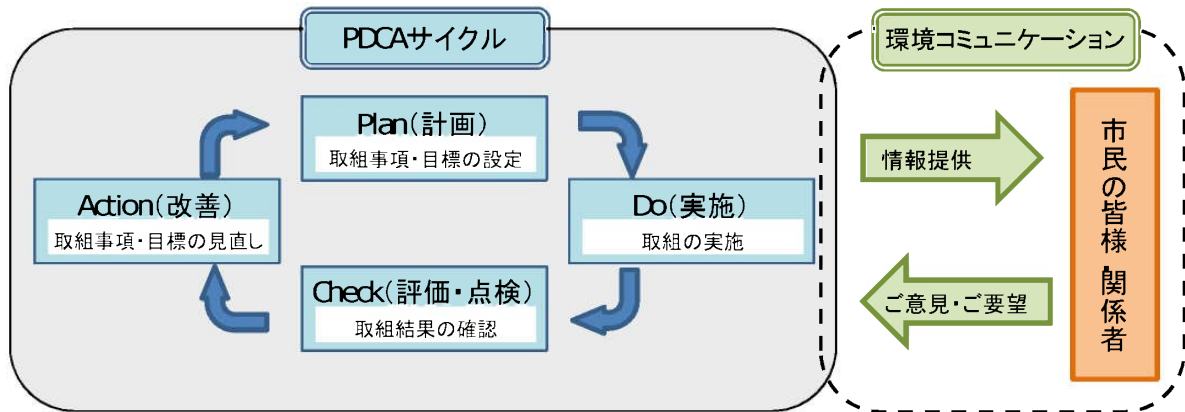 PDCAサイクル
Plan(計画)
取組事項・目標の設定
Do(実施)
取組の実施
Check(評価・点検)
取組結果の確認
Action(改善)
取組事項・目標の見直し
環境コミュニケーション
情報提供
ご意見・ご要望
市民の皆様・関係者